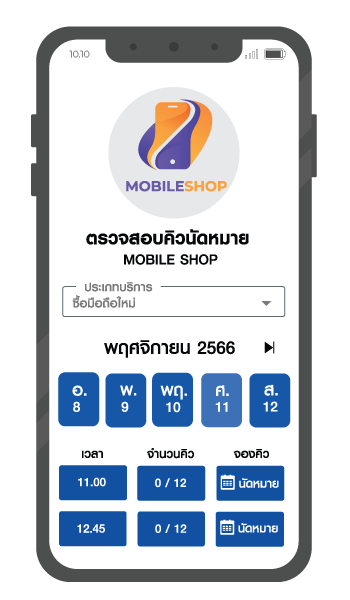 10.10
MOBILESHOP
ตรวจสอบคิวนัดหมาย
MOBILE SHOP
ประเภทบริการ
ซื้อมือถือใหม่
พฤศจิกายน 2566
อ. พ. พฤ. ศ. ส.
8 9 10 11 12
เวลา จำนวนคิว จองคิว
11.00 0 / 12 นัดหมาย
12.45 0 / 12 นัดหมาย